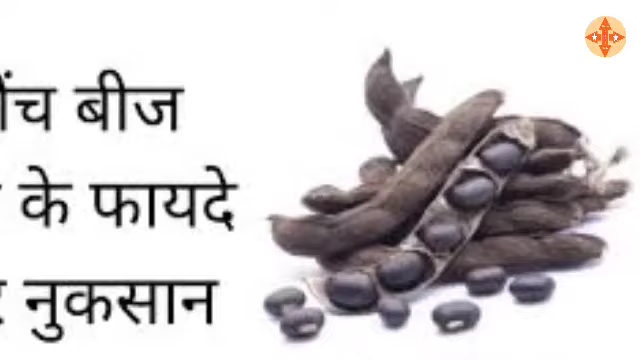 बीज
के फायदे
नुकसान